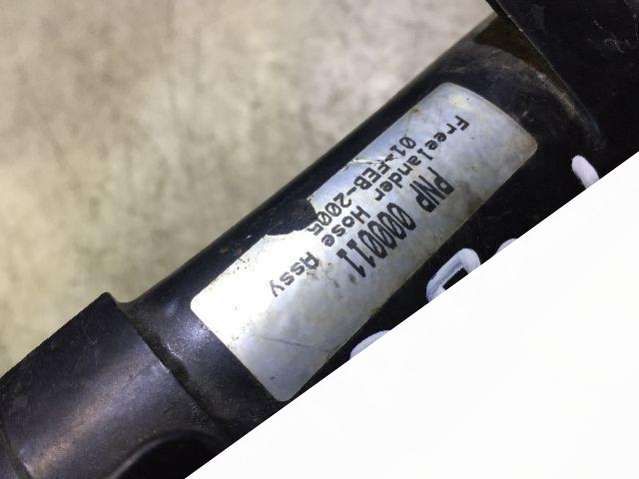 PNP 000011
Freelander Hose Assy
01-FEB-2005